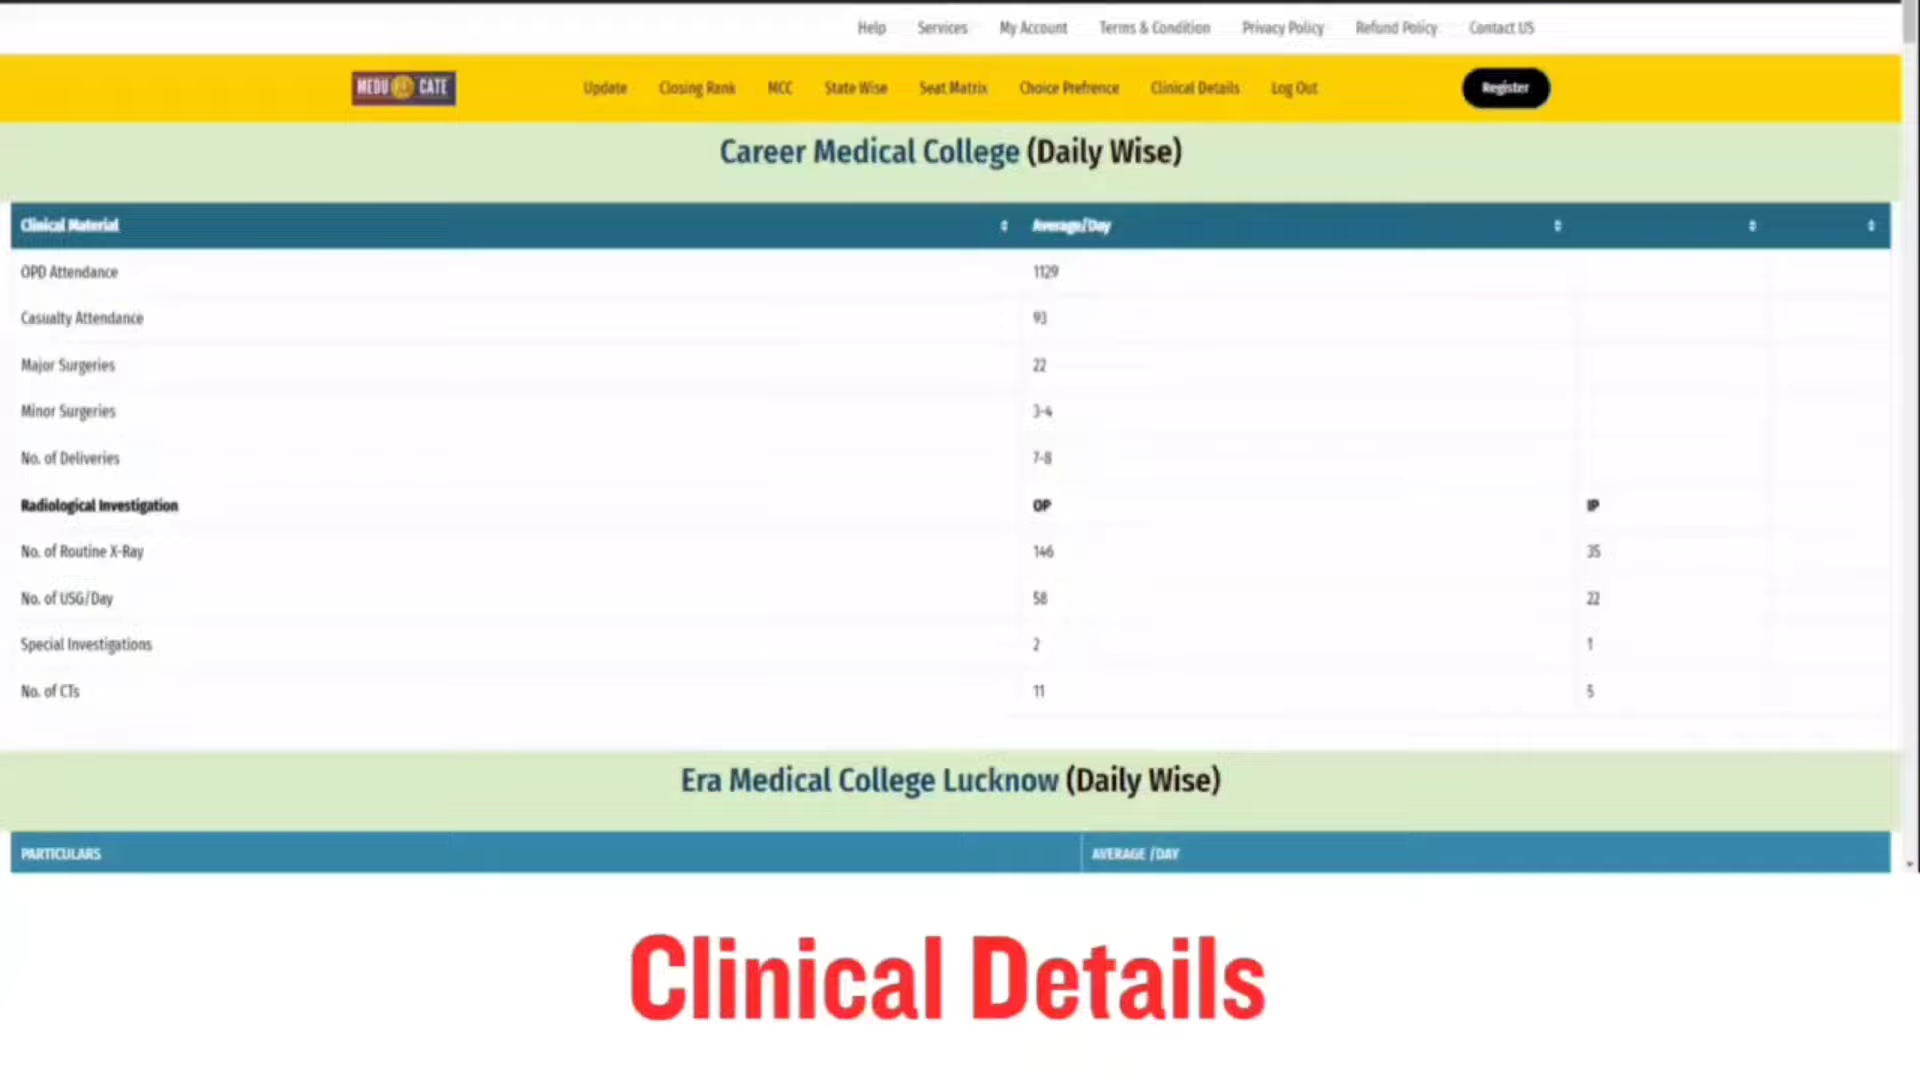 Help Services My Account Terms & Condition Privacy Policy Refund Policy Contact US
MEDU CATE Update Closing Rank MCC State Wise Seat Matrix Choice Prefrence Clinical Details Log Out Register
Career Medical College (Daily Wise)
Clinical Material Average/Day
OPD Attendance 1129
Casualty Attendance 93
Major Surgeries 22
Minor Surgeries 3-4
No. of Deliveries 7-8
Radiological Investigation OP IP
No. of Routine X-Ray 146 35
No. of USG/Day 58 22
Special Investigations 2 1
No. of CTs 11 5
Era Medical College Lucknow (Daily Wise)
PARTICULARS AVERAGE /DAY
Clinical Details